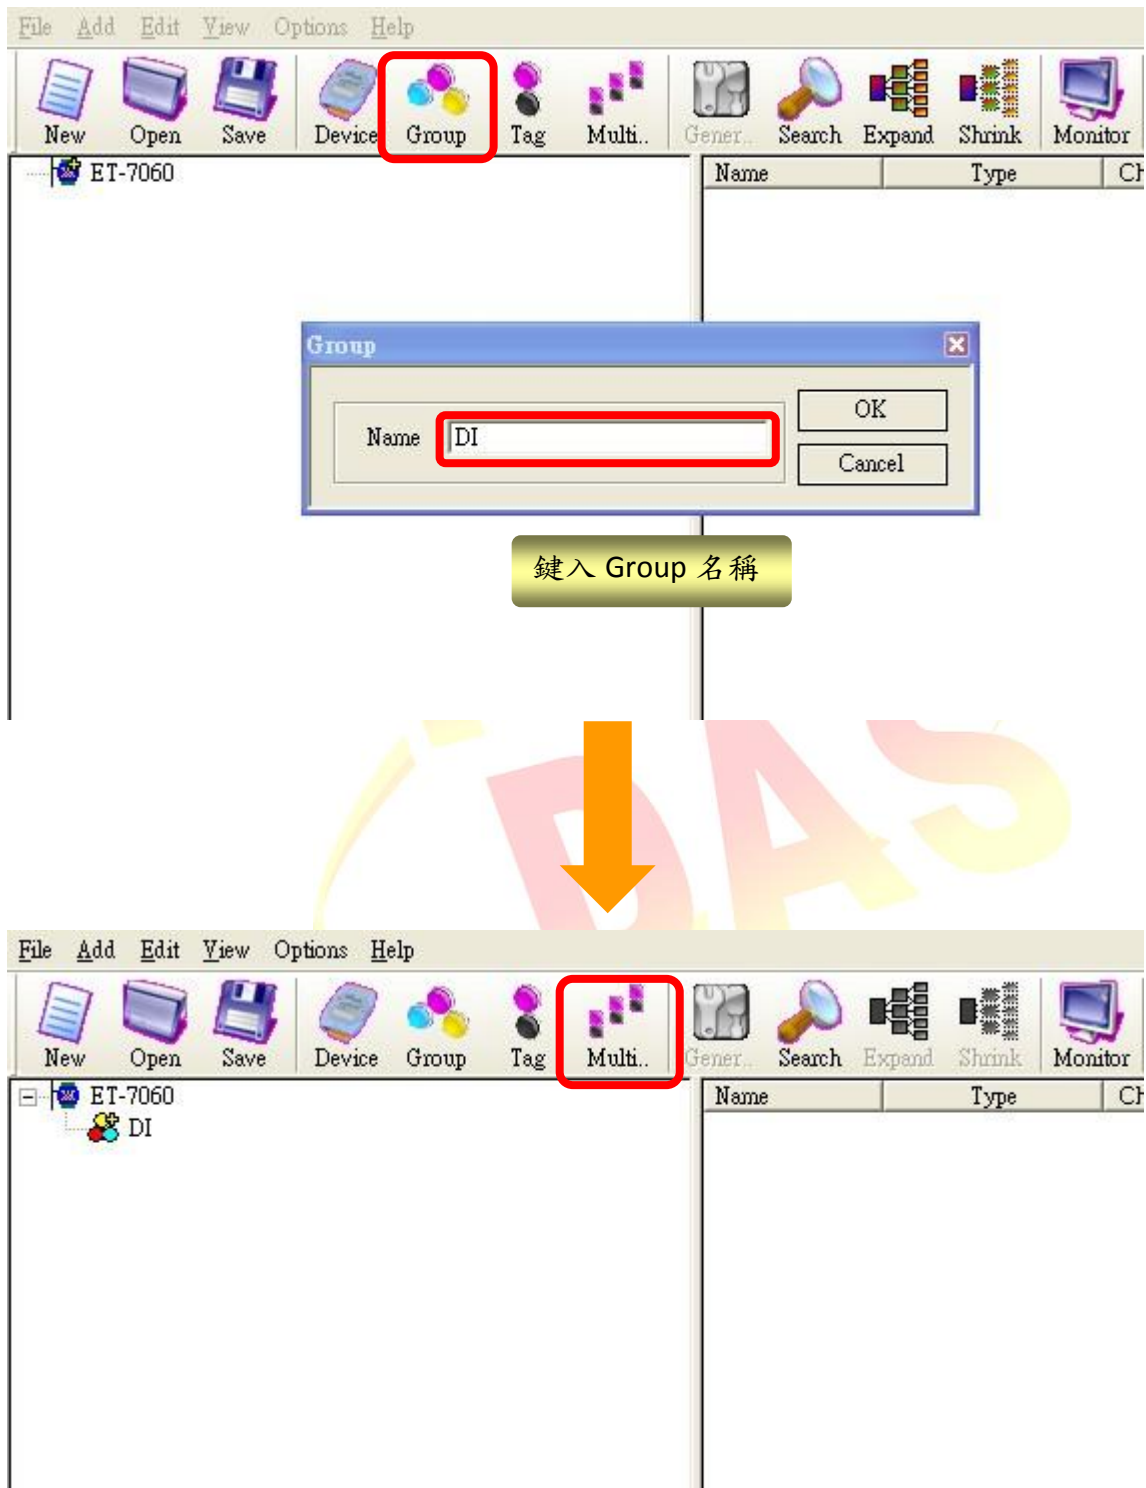 File Add Edit View Options Help
New Open Save Device Group Tag Multi.. Gener.. Search Expand Shrink Monitor
ET-7060
Name Type
Group
Name DI
OK
Cancel
鍵入 Group 名稱
DAS
File Add Edit View Options Help
New Open Save Device Group Tag Multi.. Gener.. Search Expand Shrink Monitor
ET-7060
Name Type
DI